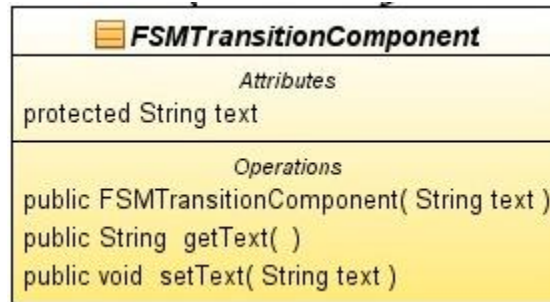 FSMTransitionComponent
Attributes
protected String text
Operations
public FSMTransitionComponent( String text )
public String getText( )
public void setText( String text )